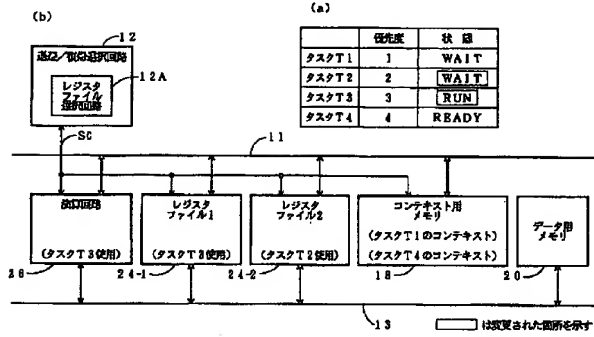 (a)
優先度 状態
タスクT1 1 WAIT
タスクT2 2 WAIT
タスクT3 3 RUN
タスクT4 4 READY
(b)
12
退避/復帰選択回路
12A
レジスタ
ファイル
選択回路
SC
11
演算回路
(タスクT3使用)
26
レジスタ
ファイル1
(タスクT3使用)
24-1
レジスタ
ファイル2
(タスクT2使用)
24-2
コンテキスト用
メモリ
(タスクT1のコンテキスト)
(タスクT4のコンテキスト)
18
データ用
メモリ
20
13
は変更された箇所を示す